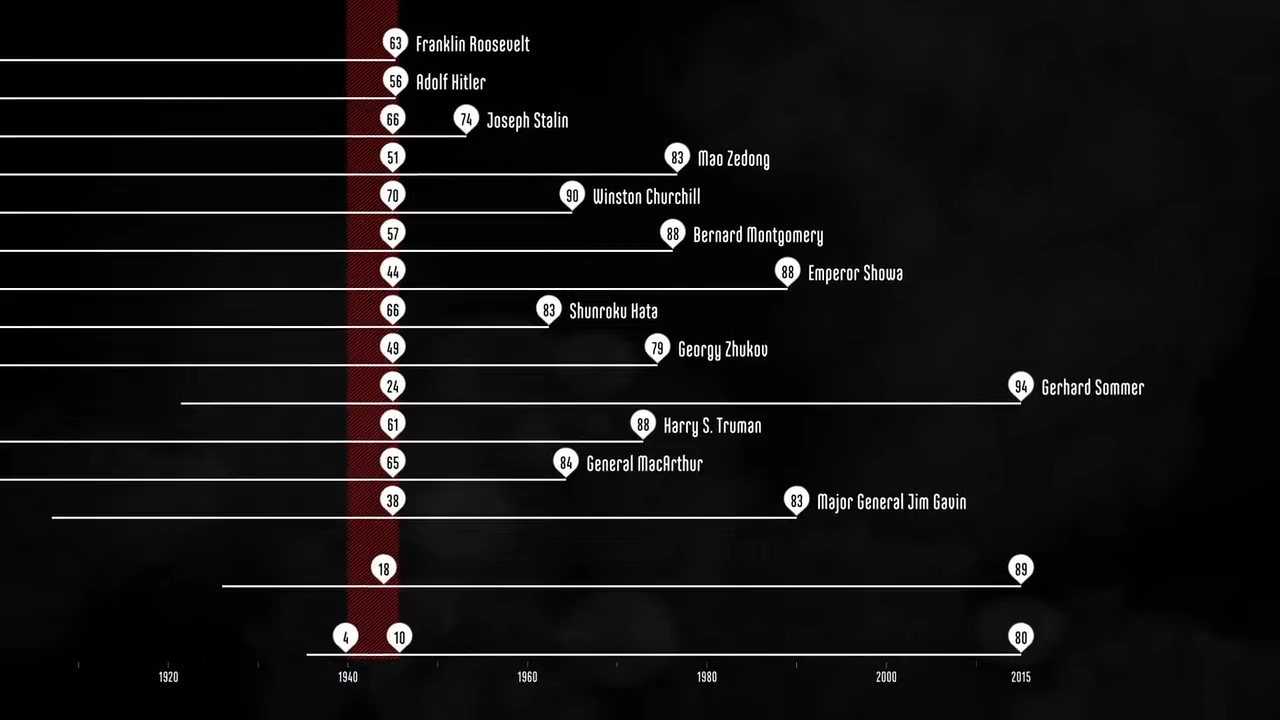 63 Franklin Roosevelt
56 Adolf Hitler
66 74 Joseph Stalin
51 83 Mao Zedong
70 90 Winston Churchill
57 88 Bernard Montgomery
44 88 Emperor Showa
66 83 Shunroku Hata
49 79 Georgy Zhukov
24 94 Gerhard Sommer
61 88 Harry S. Truman
65 84 General MacArthur
38 83 Major General Jim Gavin
18 89
4 10 80
1920 1940 1960 1980 2000 2015